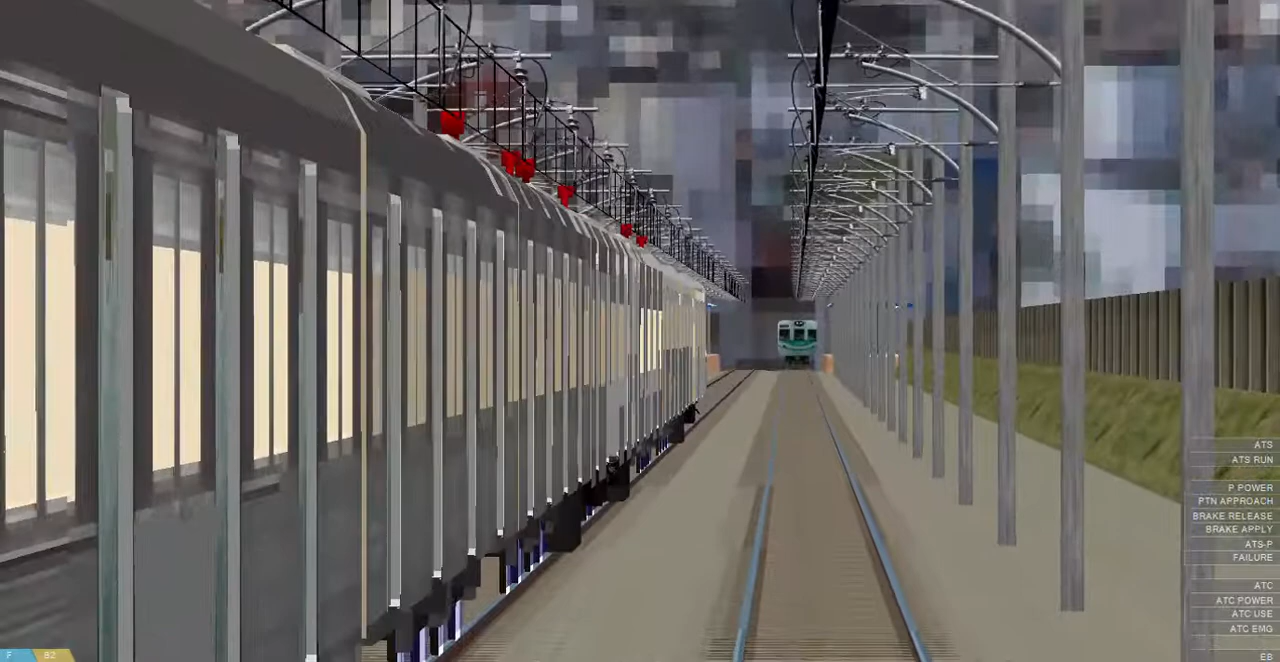 ATS
ATS RUN
P POWER
PTN APPROACH
BRAKE RELEASE
BRAKE APPLY
ATS-P
FAILURE
ATC
ATC POWER
ATC USE
ATC EMG
EB
F B2